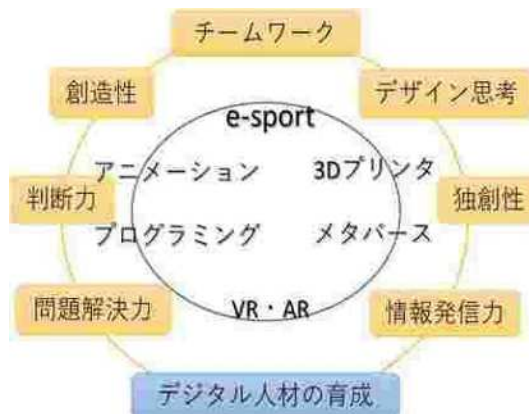 チームワーク
創造性
デザイン思考
e-sport
アニメーション
3Dプリンタ
判断力
独創性
プログラミング
メタバース
問題解決力
VR・AR
情報発信力
デジタル人材の育成